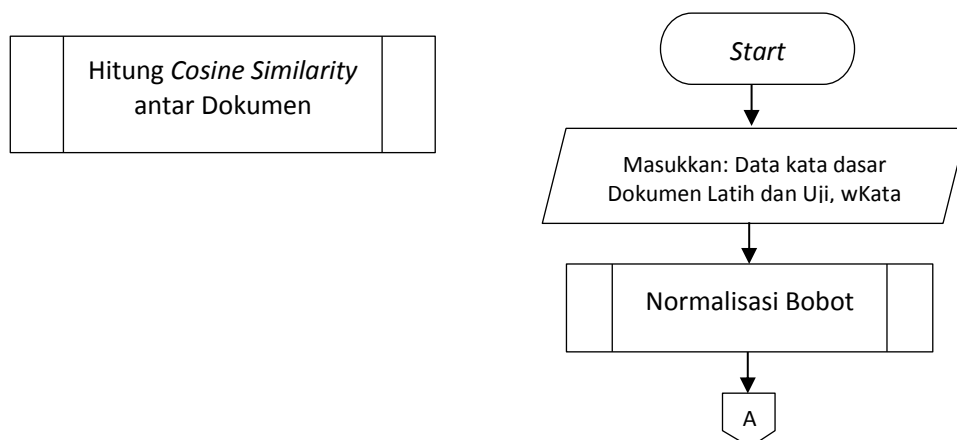 Hitung Cosine Similarity
antar Dokumen
Start
Masukkan: Data kata dasar
Dokumen Latih dan Uji, wKata
Normalisasi Bobot
A